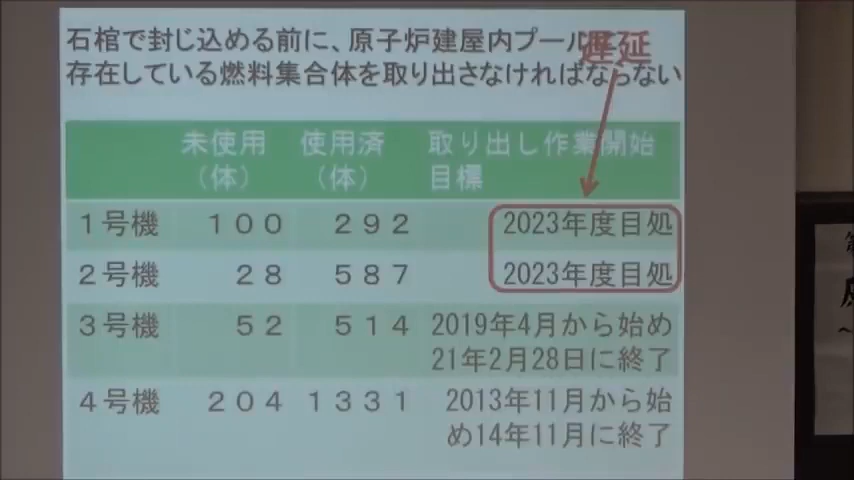 石棺で封じ込める前に、原子炉建屋内プールに
遅延
存在している燃料集合体を取り出さなければならない
未使用（体） 使用済（体） 取り出し作業開始目標
1号機 100 292 2023年度目処
2号機 28 587 2023年度目処
3号機 52 514 2019年4月から始め
21年2月28日に終了
4号機 204 1331 2013年11月から始
め14年11月に終了